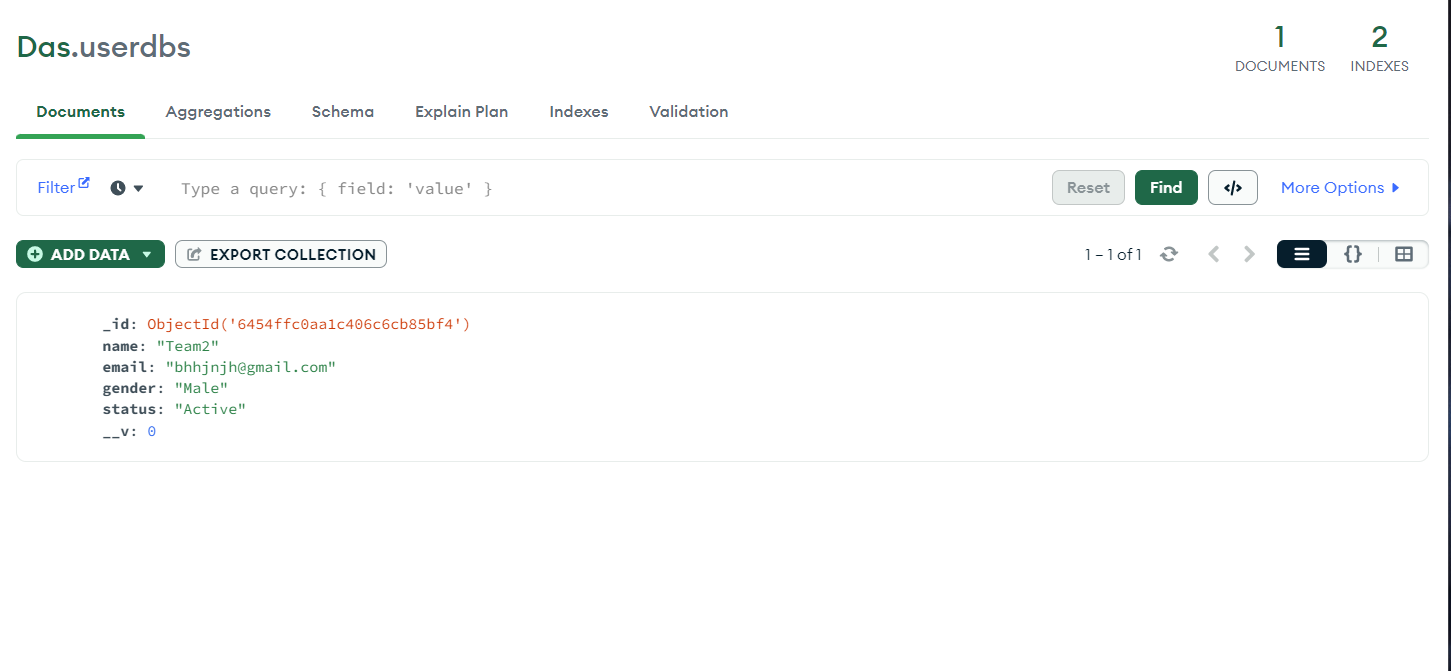 Das.userdbs
1 2
DOCUMENTS INDEXES
Documents Aggregations Schema Explain Plan Indexes Validation
Filter Type a query: { field: 'value' } Reset Find </> More Options
ADD DATA EXPORT COLLECTION 1 – 1 of 1 {}
_id: ObjectId('6454ffc0aa1c406c6cb85bf4')
name: "Team2"
email: "bhhjnjh@gmail.com"
gender: "Male"
status: "Active"
__v: 0